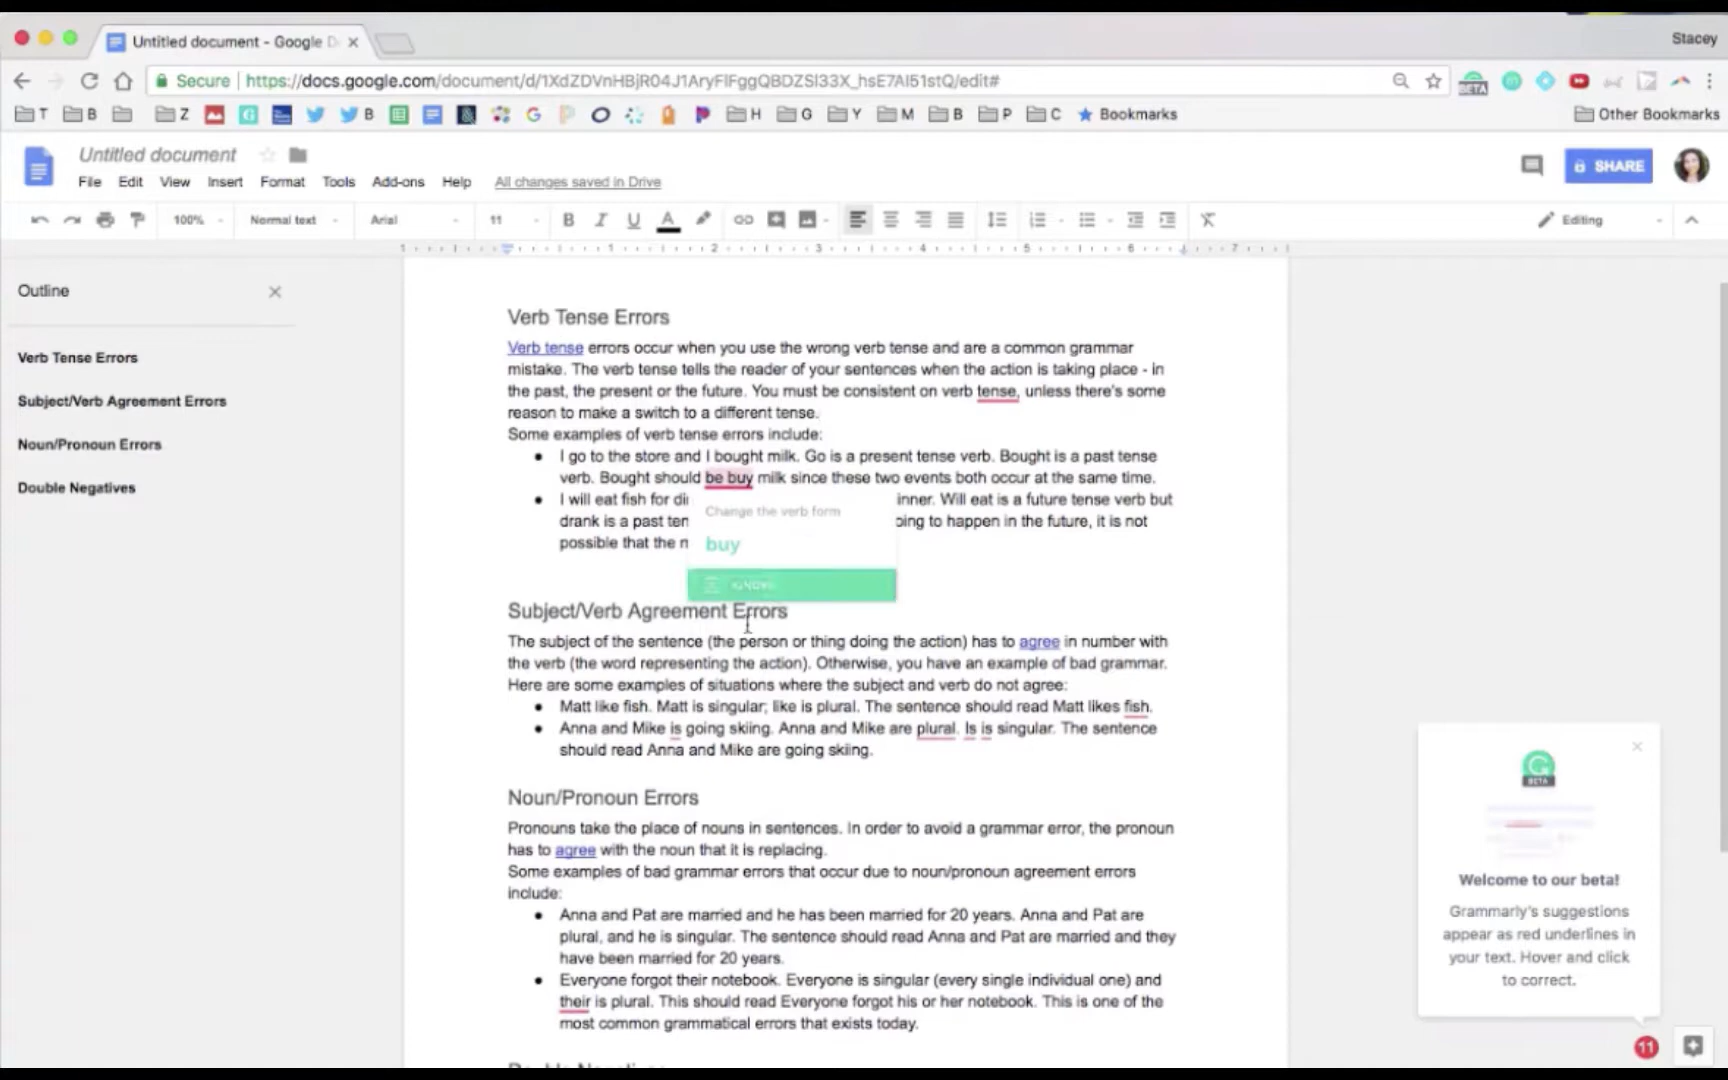 Untitled document - Google D
Stacey
Secure https://docs.google.com/document/d/1XdZDVnHBjR04J1AryFlFggQBDZSl33X_hsE7Al51stQ/edit#
BETA
T B Z B H G Y M B P C Bookmarks Other Bookmarks
Untitled document
SHARE
File Edit View Insert Format Tools Add-ons Help All changes saved in Drive
100% Normal text Arial 11 B I U A Editing
1 1 2 3 4 5 6 7
Outline
Verb Tense Errors
Subject/Verb Agreement Errors
Noun/Pronoun Errors
Double Negatives
Verb Tense Errors
Verb tense errors occur when you use the wrong verb tense and are a common grammar
mistake. The verb tense tells the reader of your sentences when the action is taking place - in
the past, the present or the future. You must be consistent on verb tense, unless there's some
reason to make a switch to a different tense.
Some examples of verb tense errors include:
● I go to the store and I bought milk. Go is a present tense verb. Bought is a past tense
verb. Bought should be buy milk since these two events both occur at the same time.
● I will eat fish for di inner. Will eat is a future tense verb but
drank is a past ten oing to happen in the future, it is not
possible that the n
Change the verb form
buy
Subject/Verb Agreement Errors
The subject of the sentence (the person or thing doing the action) has to agree in number with
the verb (the word representing the action). Otherwise, you have an example of bad grammar.
Here are some examples of situations where the subject and verb do not agree:
● Matt like fish. Matt is singular; like is plural. The sentence should read Matt likes fish.
● Anna and Mike is going skiing. Anna and Mike are plural. Is is singular. The sentence
should read Anna and Mike are going skiing.
Noun/Pronoun Errors
Pronouns take the place of nouns in sentences. In order to avoid a grammar error, the pronoun
has to agree with the noun that it is replacing.
Some examples of bad grammar errors that occur due to noun/pronoun agreement errors
include:
● Anna and Pat are married and he has been married for 20 years. Anna and Pat are
plural, and he is singular. The sentence should read Anna and Pat are married and they
have been married for 20 years.
● Everyone forgot their notebook. Everyone is singular (every single individual one) and
their is plural. This should read Everyone forgot his or her notebook. This is one of the
most common grammatical errors that exists today.
G
BETA
Welcome to our beta!
Grammarly's suggestions
appear as red underlines in
your text. Hover and click
to correct.
11